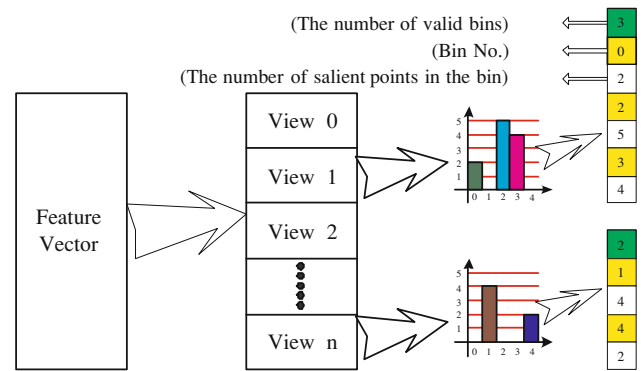 (The number of valid bins)
3
(Bin No.)
0
(The number of salient points in the bin)
2
2
5
3
4
Feature
Vector
View 0
View 1
View 2
View n
5
4
3
2
1
0 1 2 3 4
5
4
3
2
1
0 1 2 3 4
2
1
4
4
2